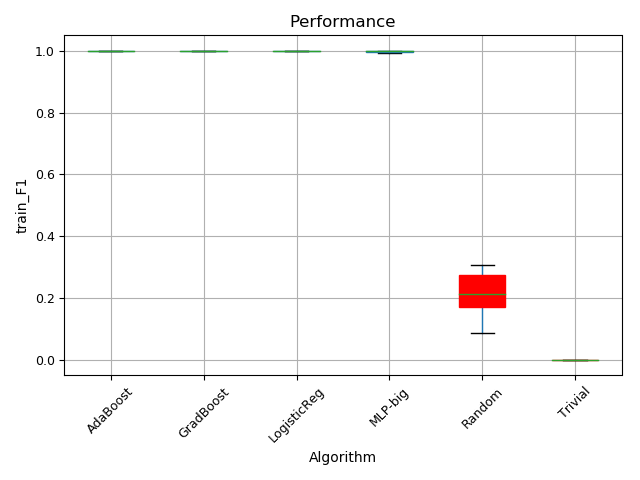 Performance
train_F1
1.0
0.8
0.6
0.4
0.2
0.0
AdaBoost
GradBoost
LogisticReg
MLP-big
Random
Trivial
Algorithm